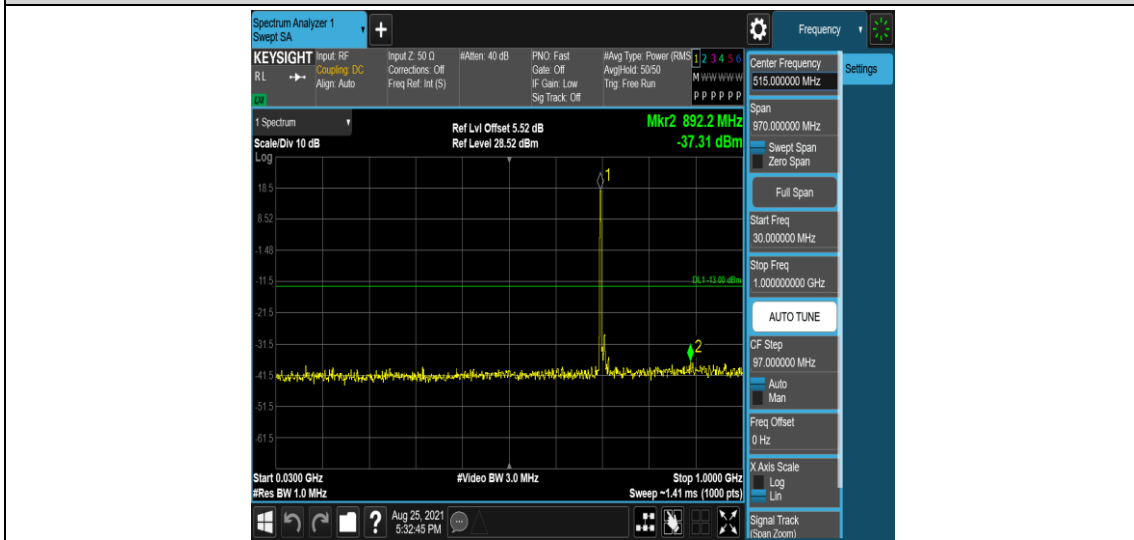 Spectrum Analyzer 1
Swept SA
+
Frequency
KEYSIGHT
RL
Input: RF
Coupling: DC
Align: Auto
Input Z: 50 Ω
Corrections: Off
Freq Ref: Int (S)
#Atten: 40 dB
PNO: Fast
Gate: Off
IF Gain: Low
Sig Track: Off
#Avg Type: Power (RMS
Avg|Hold: 50/50
Trig: Free Run
1 2 3 4 5 6
M W W W W W
P P P P P P
Center Frequency
515.000000 MHz
Settings
Span
970.000000 MHz
Swept Span
Zero Span
Full Span
Start Freq
30.000000 MHz
Stop Freq
1.000000000 GHz
AUTO TUNE
CF Step
97.000000 MHz
Auto
Man
Freq Offset
0 Hz
X Axis Scale
Log
Lin
Signal Track
(Span Zoom)
1 Spectrum
Scale/Div 10 dB
Log
Ref Lvl Offset 5.52 dB
Ref Level 28.52 dBm
Mkr2 892.2 MHz
-37.31 dBm
1
18.5
8.52
-1.48
-11.5
DL1 -13.00 dBm
-21.5
-31.5
2
-41.5
-51.5
-61.5
Start 0.0300 GHz
#Res BW 1.0 MHz
#Video BW 3.0 MHz
Stop 1.0000 GHz
Sweep ~1.41 ms (1000 pts)
?
Aug 25, 2021
5:32:45 PM